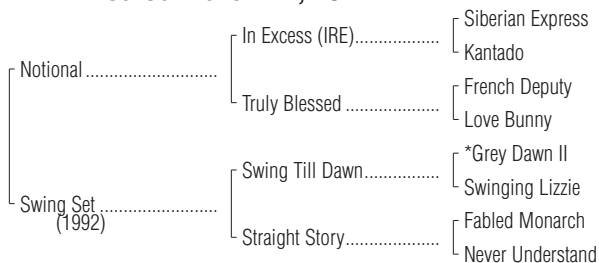 Siberian Express
In Excess (IRE)
Kantado
Notional
French Deputy
Truly Blessed
Love Bunny
*Grey Dawn II
Swing Till Dawn
Swinging Lizzie
Swing Set
(1992)
Fabled Monarch
Straight Story
Never Understand